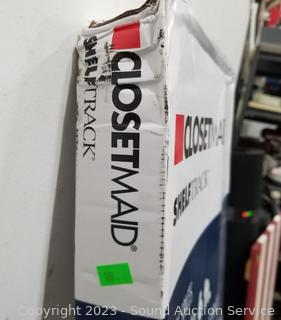 CLOSETMAID®
SHELFTRACK®
CLOSETMAID
SHELFTRACK
Copyright 2023 - Sound Auction Service